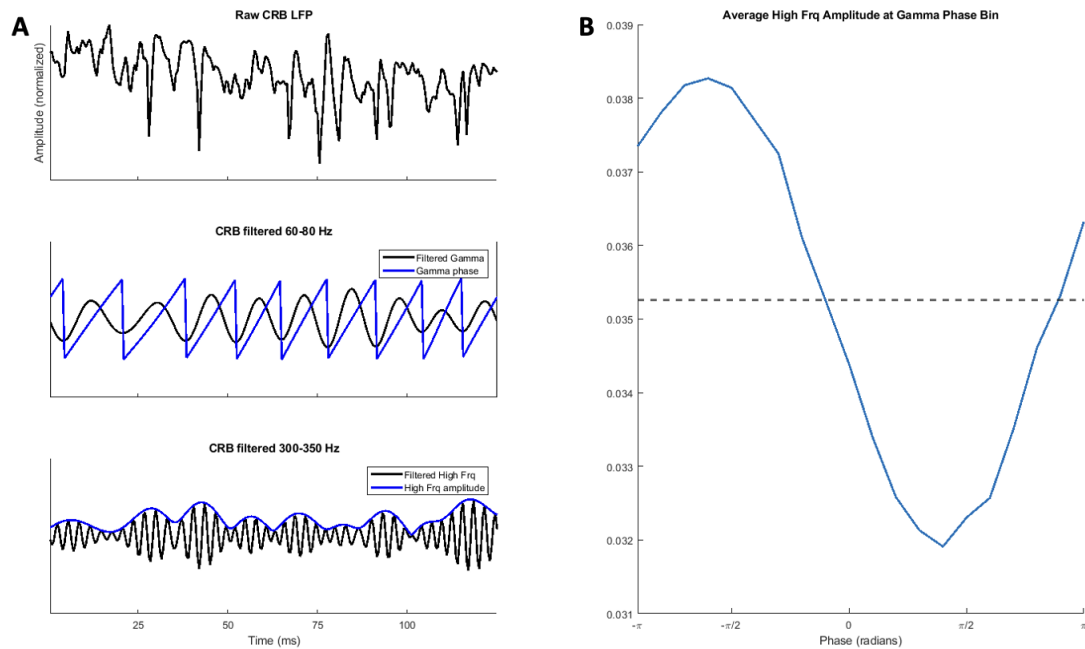 A
Raw CRB LFP
Amplitude (normalized)
CRB filtered 60-80 Hz
Filtered Gamma
Gamma phase
CRB filtered 300-350 Hz
Filtered High Frq
High Frq amplitude
25
50
75
100
Time (ms)
B
Average High Frq Amplitude at Gamma Phase Bin
0.039
0.038
0.037
0.036
0.035
0.034
0.033
0.032
0.031
-π
-π/2
0
π/2
π
Phase (radians)